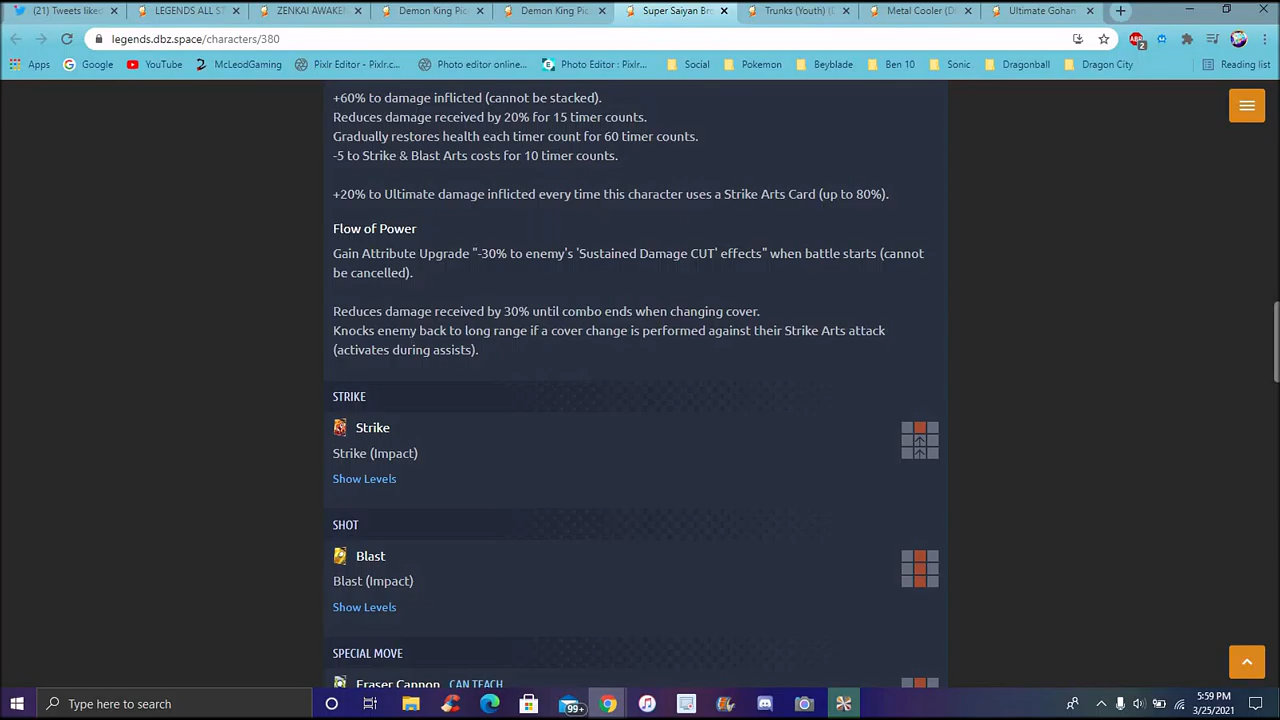 (21) Tweets liked
LEGENDS ALL ST
ZENKAI AWAKEN
Demon King Pic
Demon King Pic
Super Saiyan Bro
Trunks (Youth) (D
Metal Cooler (D
Ultimate Gohan
legends.dbz.space/characters/380
ABP
2
Apps
Google
YouTube
McLeodGaming
Pixlr Editor - Pixlr.c...
Photo editor online...
Photo Editor : Pixlr...
Social
Pokemon
Beyblade
Ben 10
Sonic
Dragonball
Dragon City
Reading list
+60% to damage inflicted (cannot be stacked).
Reduces damage received by 20% for 15 timer counts.
Gradually restores health each timer count for 60 timer counts.
-5 to Strike & Blast Arts costs for 10 timer counts.
+20% to Ultimate damage inflicted every time this character uses a Strike Arts Card (up to 80%).
Flow of Power
Gain Attribute Upgrade "-30% to enemy's 'Sustained Damage CUT' effects" when battle starts (cannot
be cancelled).
Reduces damage received by 30% until combo ends when changing cover.
Knocks enemy back to long range if a cover change is performed against their Strike Arts attack
(activates during assists).
STRIKE
Strike
Strike (Impact)
Show Levels
SHOT
Blast
Blast (Impact)
Show Levels
SPECIAL MOVE
Eraser Cannon CAN TEACH
Type here to search
99+
5:59 PM
3/25/2021